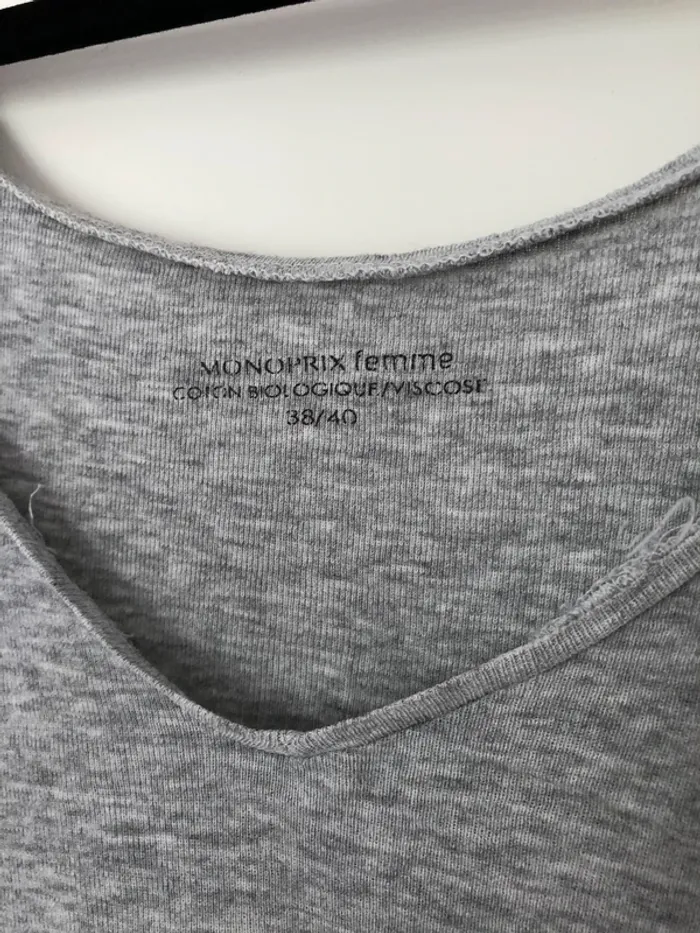 MONOPRIX femme
COTON BIOLOGIQUE/VISCOSE
38/40